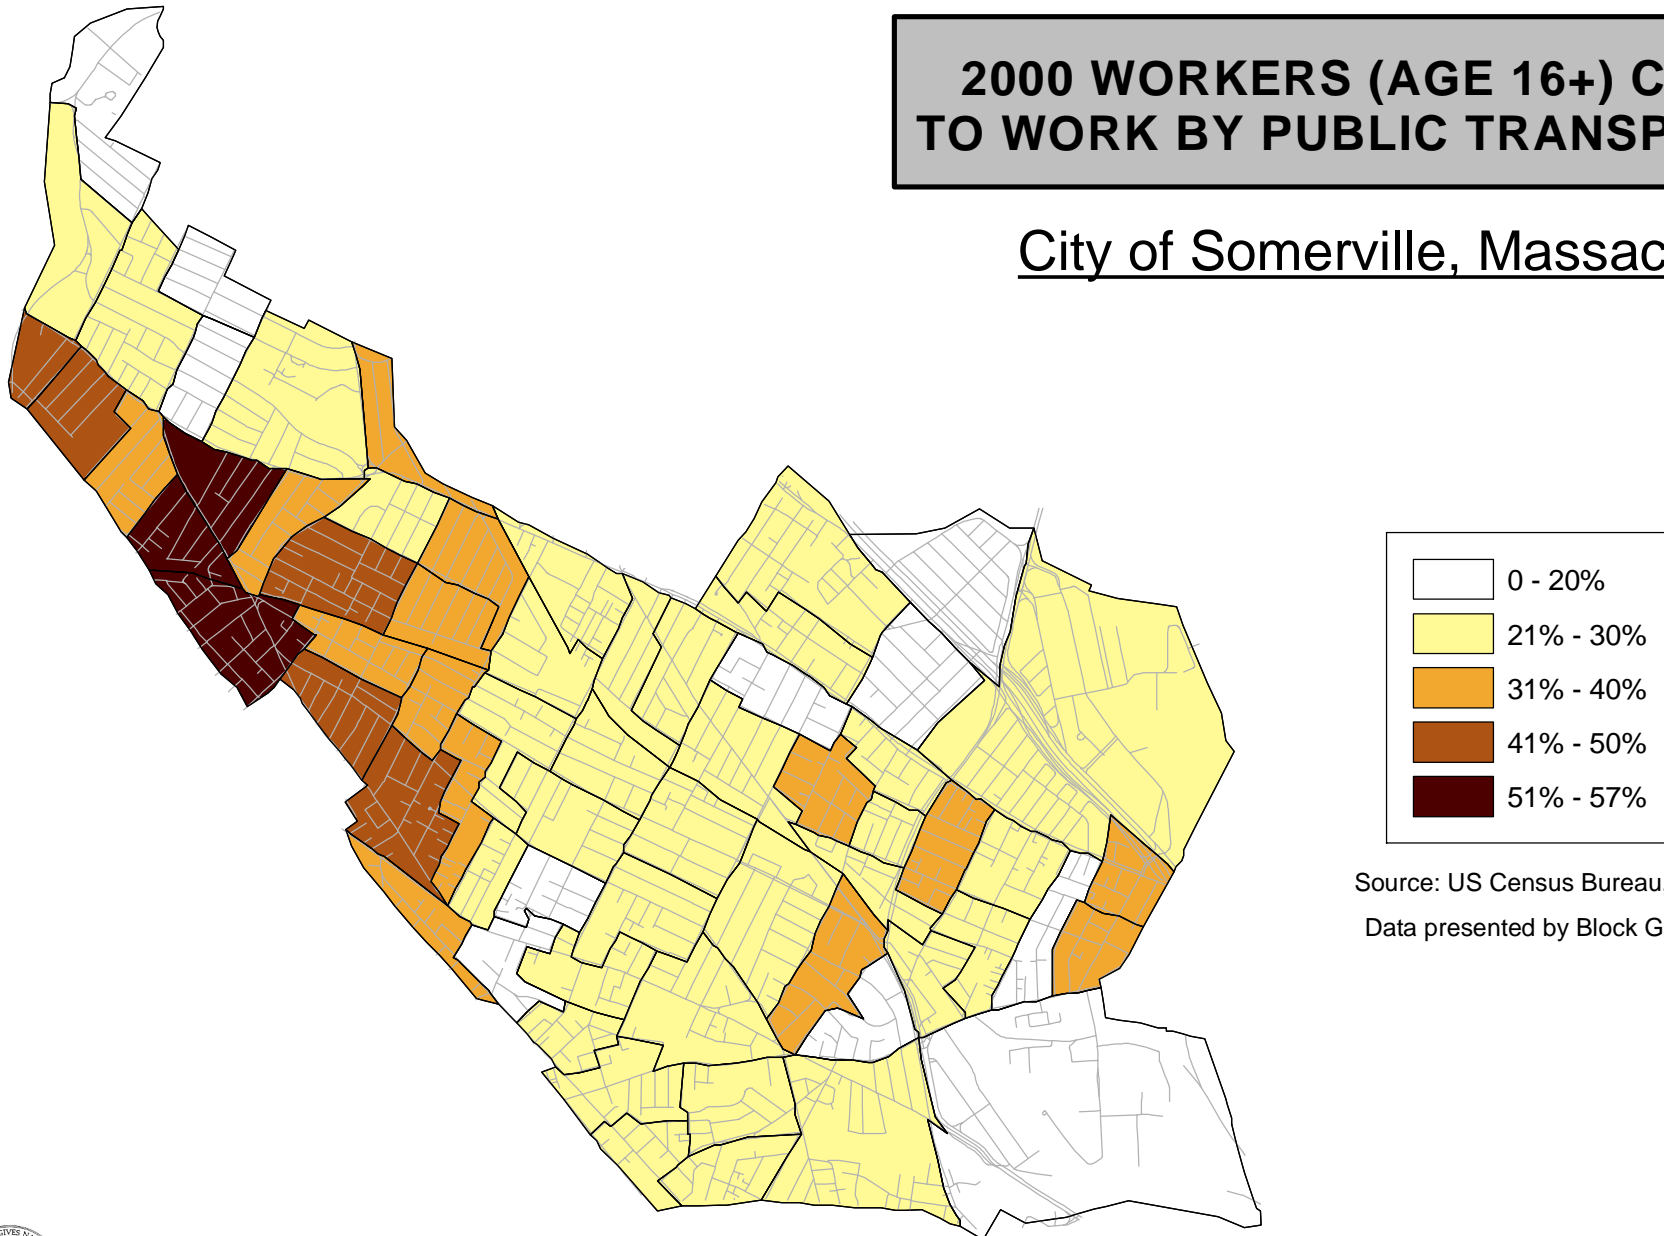 2000 WORKERS (AGE 16+) C
TO WORK BY PUBLIC TRANSP
City of Somerville, Massac
0 - 20%
21% - 30%
31% - 40%
41% - 50%
51% - 57%
Source: US Census Bureau.
Data presented by Block G